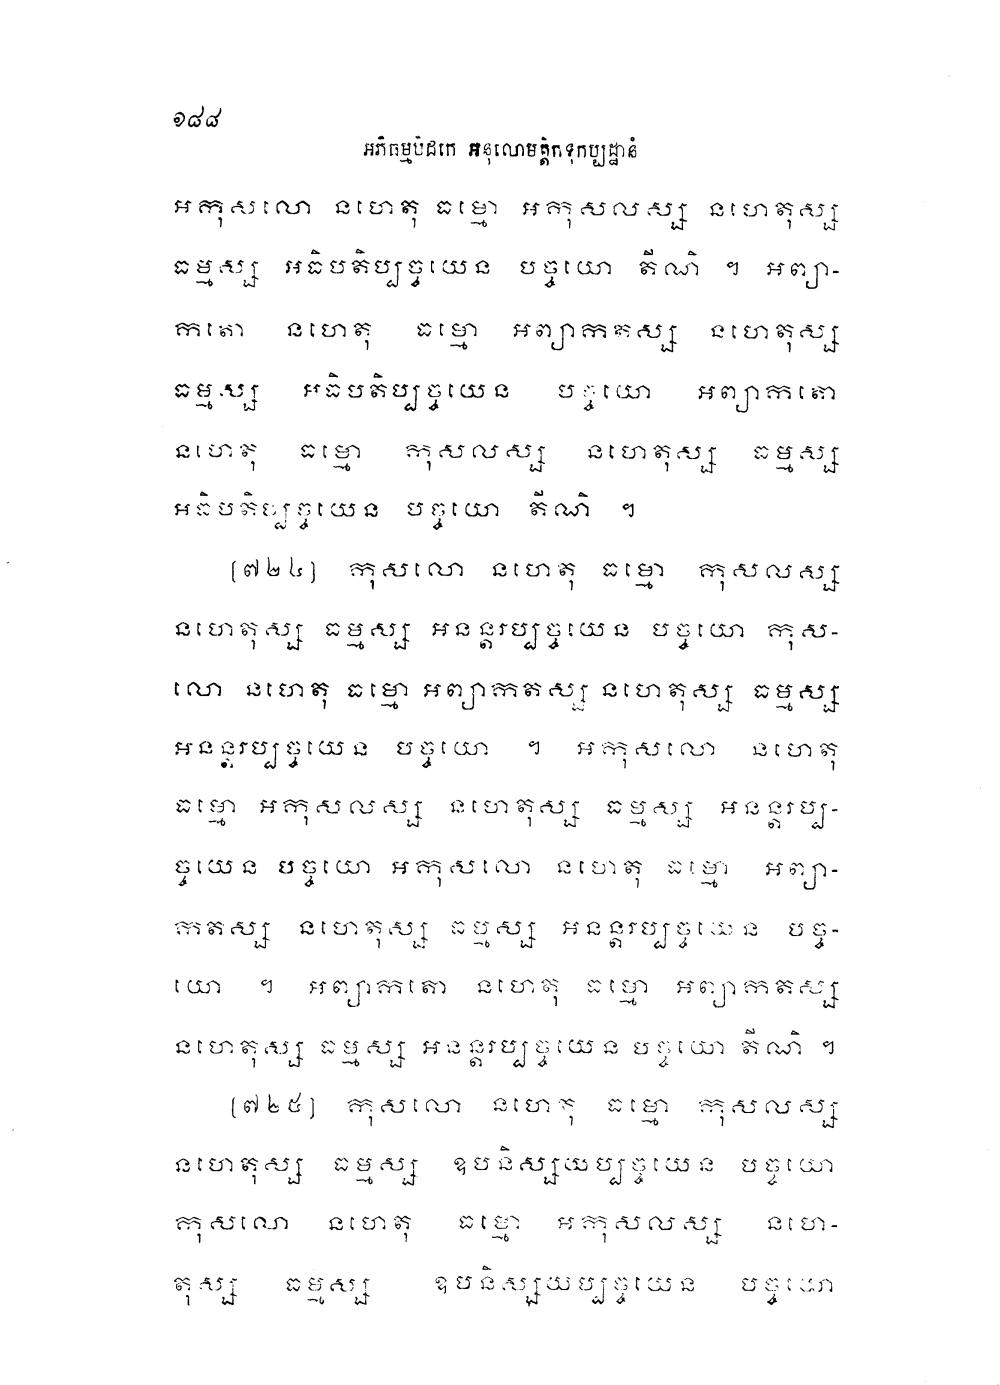 ១៨៨
អភិធម្មបិដកេ អនុលោមត្តិកទុកប្បដ្ឋានំ
អកុសលោ នហេតុ ធម្មោ អកុសលស្ស នហេតុស្ស
ធម្មស្ស អធិបតិប្បច្ចយេន បច្ចយោ តីណិ ។ អព្យា-
កតោ នហេតុ ធម្មោ អព្យាកតស្ស នហេតុស្ស
ធម្មស្ស អធិបតិប្បច្ចយេន បច្ចយោ អព្យាកតោ
នហេតុ ធម្មោ កុសលស្ស នហេតុស្ស ធម្មស្ស
អធិបតិប្បច្ចយេន បច្ចយោ តីណិ ។
[៧២៤] កុសលោ នហេតុ ធម្មោ កុសលស្ស
នហេតុស្ស ធម្មស្ស អនន្តរប្បច្ចយេន បច្ចយោ កុស-
លោ នហេតុ ធម្មោ អព្យាកតស្ស នហេតុស្ស ធម្មស្ស
អនន្តរប្បច្ចយេន បច្ចយោ ។ អកុសលោ នហេតុ
ធម្មោ អកុសលស្ស នហេតុស្ស ធម្មស្ស អនន្តរប្ប-
ច្ចយេន បច្ចយោ អកុសលោ នហេតុ ធម្មោ អព្យា-
កតស្ស នហេតុស្ស ធម្មស្ស អនន្តរប្បច្ចយេន បច្ច-
យោ ។ អព្យាកតោ នហេតុ ធម្មោ អព្យាកតស្ស
នហេតុស្ស ធម្មស្ស អនន្តរប្បច្ចយេន បច្ចយោ តីណិ ។
[៧២៥] កុសលោ នហេតុ ធម្មោ កុសលស្ស
នហេតុស្ស ធម្មស្ស ឧបនិស្សយប្បច្ចយេន បច្ចយោ
កុសលោ នហេតុ ធម្មោ អកុសលស្ស នហេ-
តុស្ស ធម្មស្ស ឧបនិស្សយប្បច្ចយេន បច្ចយោ